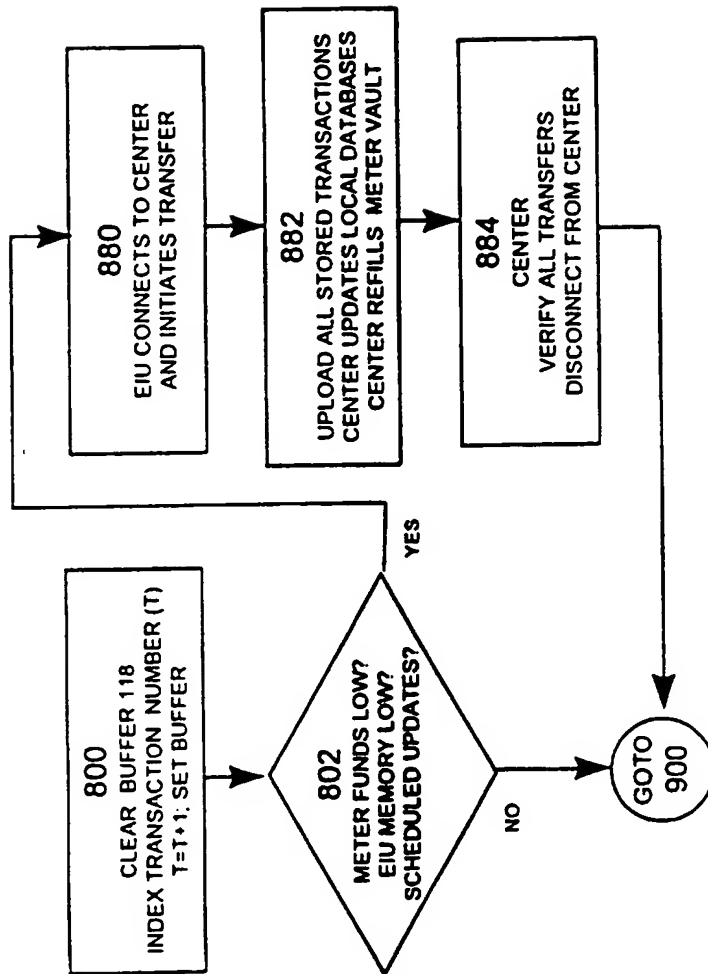 800
CLEAR BUFFER 118
INDEX TRANSACTION NUMBER (T)
T=T+1; SET BUFFER
802
METER FUNDS LOW?
EIU MEMORY LOW?
SCHEDULED UPDATES?
YES
NO
880
EIU CONNECTS TO CENTER
AND INITIATES TRANSFER
882
UPLOAD ALL STORED TRANSACTIONS
CENTER UPDATES LOCAL DATABASES
CENTER REFILLS METER VAULT
884
CENTER
VERIFY ALL TRANSFERS
DISCONNECT FROM CENTER
GOTO
900